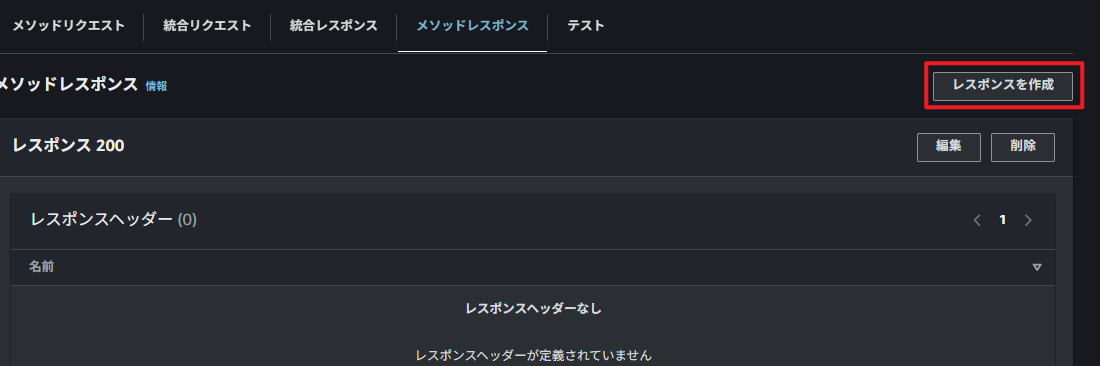 メソッドリクエスト 統合リクエスト 統合レスポンス メソッドレスポンス テスト
メソッドレスポンス 情報 レスポンスを作成
レスポンス 200 編集 削除
レスポンスヘッダー (0) 1
名前
レスポンスヘッダーなし
レスポンスヘッダーが定義されていません